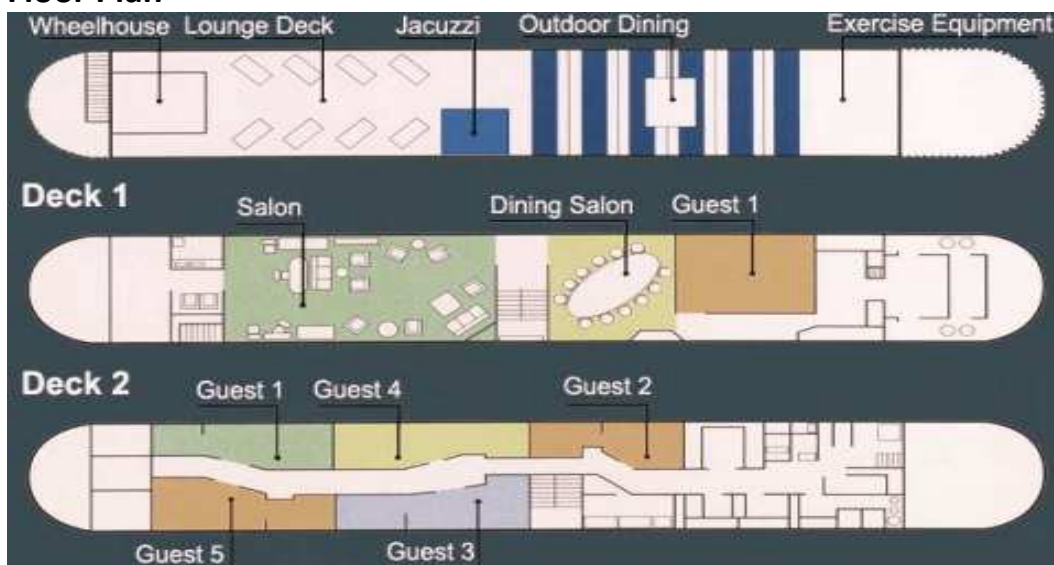 Wheelhouse Lounge Deck Jacuzzi Outdoor Dining Exercise Equipment
Deck 1
Salon Dining Salon Guest 1
Deck 2
Guest 1 Guest 4 Guest 2
Guest 5 Guest 3